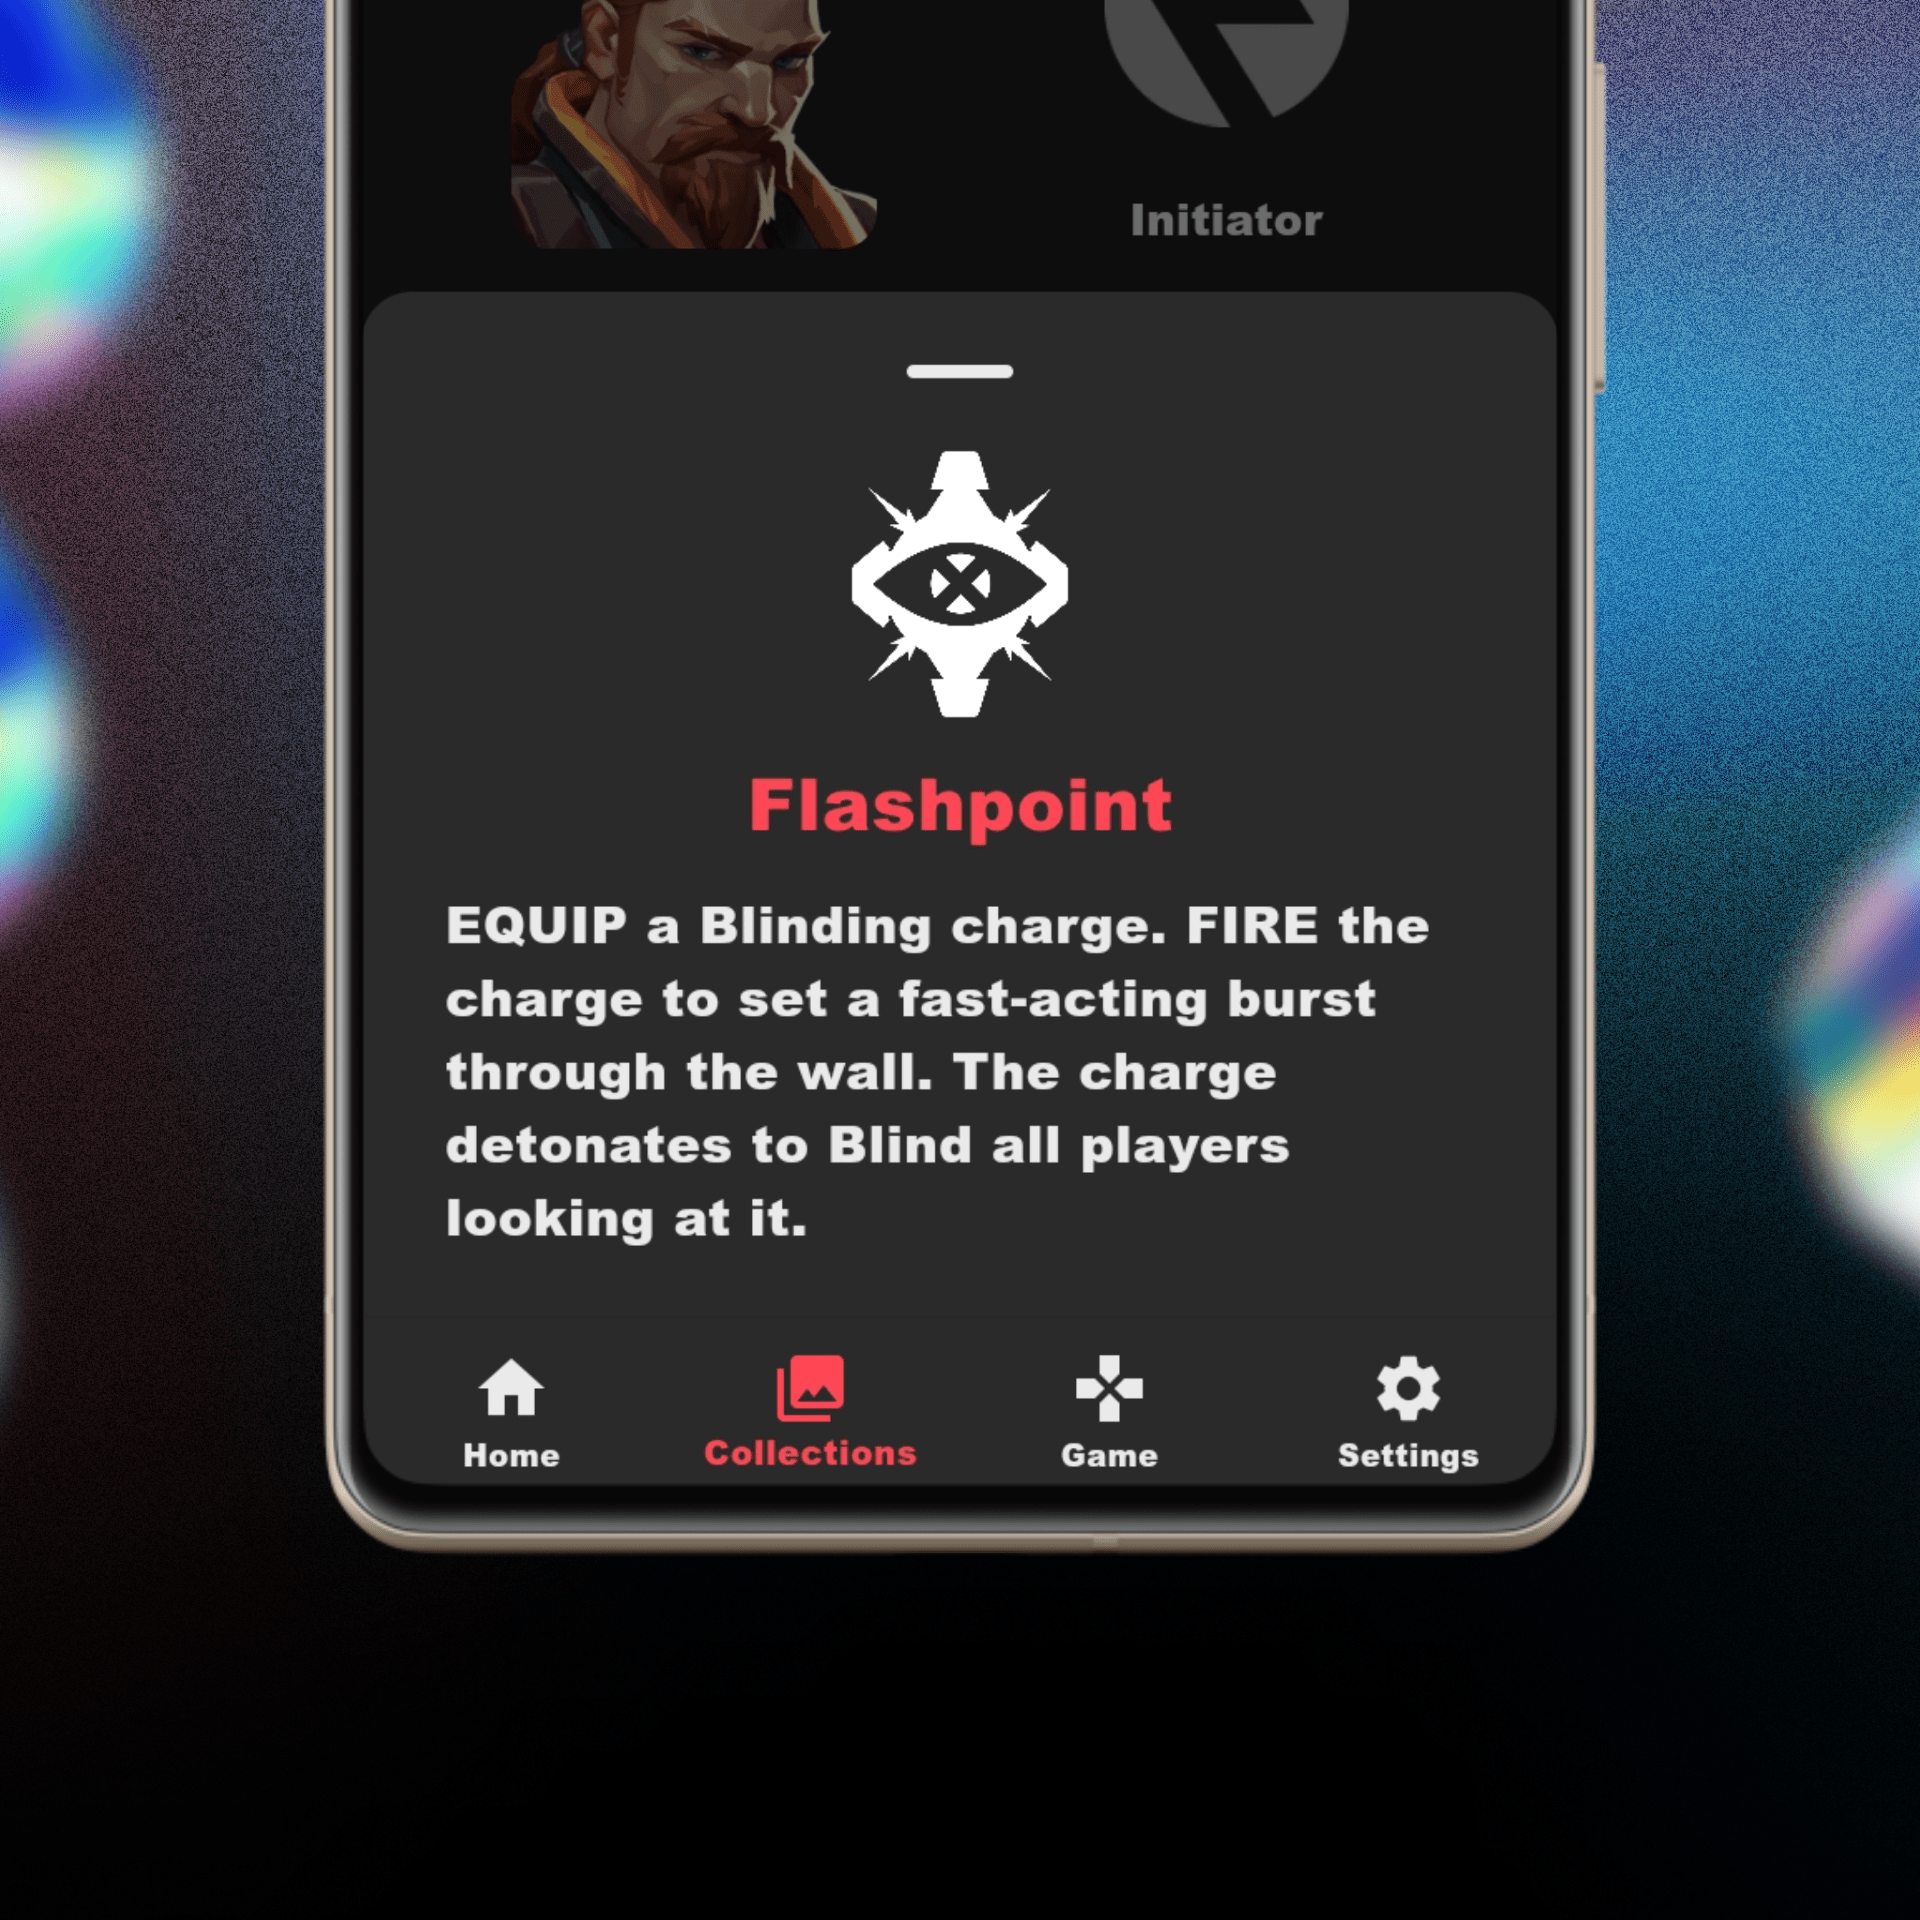 Initiator
Flashpoint
EQUIP a Blinding charge. FIRE the
charge to set a fast-acting burst
through the wall. The charge
detonates to Blind all players
looking at it.
Home
Collections
Game
Settings